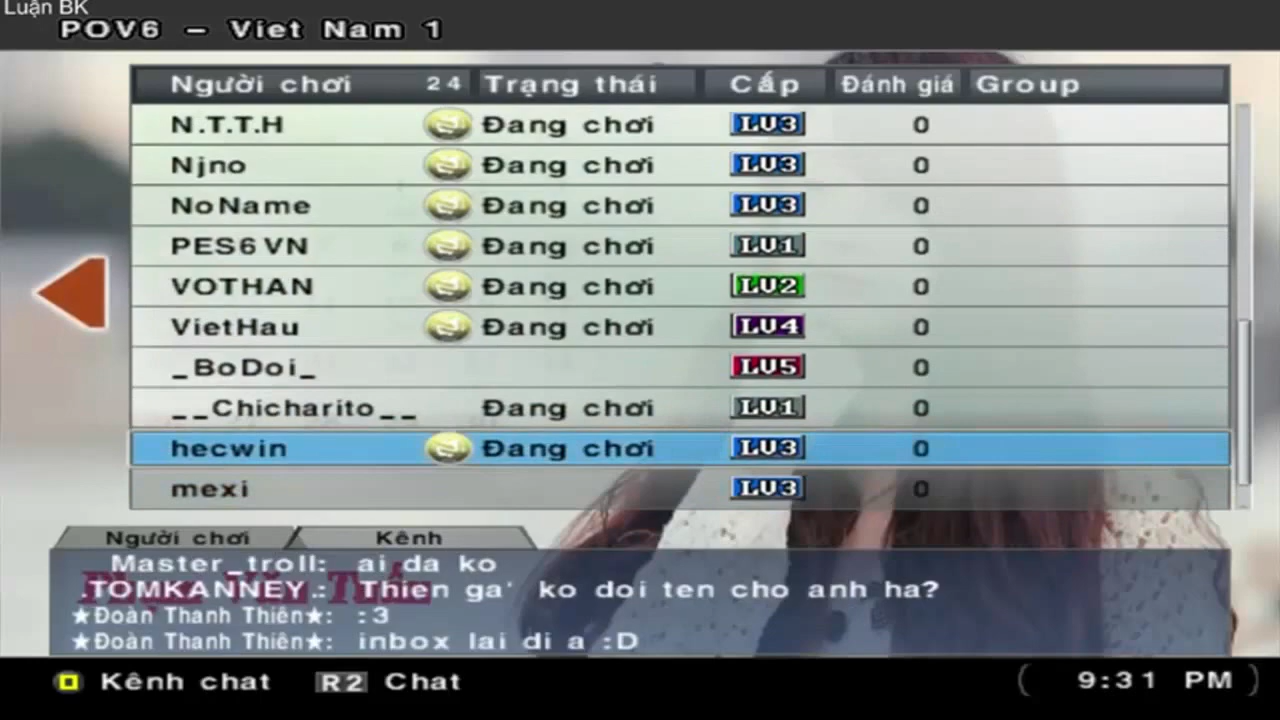 Luận BK
POV6 – Viet Nam 1
Người chơi 24 Trạng thái Cấp Đánh giá Group
N.T.T.H Đang chơi LV3 0
Njno Đang chơi LV3 0
NoName Đang chơi LV3 0
PES6VN Đang chơi LV1 0
VOTHAN Đang chơi LV2 0
VietHau Đang chơi LV4 0
_BoDoi_ LV5 0
__Chicharito__ Đang chơi LV1 0
hecwin Đang chơi LV3 0
mexi LV3 0
Người chơi Kênh
Master_troll: ai da ko
.TOMKANNEY.: Thien ga' ko doi ten cho anh ha?
★Đoàn Thanh Thiên★: :3
★Đoàn Thanh Thiên★: inbox lai di a :D
Kênh chat R2 Chat ( 9:31 PM )